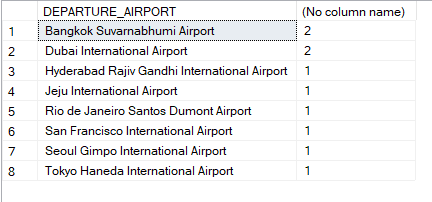 DEPARTURE_AIRPORT (No column name)
1 Bangkok Suvarnabhumi Airport 2
2 Dubai International Airport 2
3 Hyderabad Rajiv Gandhi International Airport 1
4 Jeju International Airport 1
5 Rio de Janeiro Santos Dumont Airport 1
6 San Francisco International Airport 1
7 Seoul Gimpo International Airport 1
8 Tokyo Haneda International Airport 1